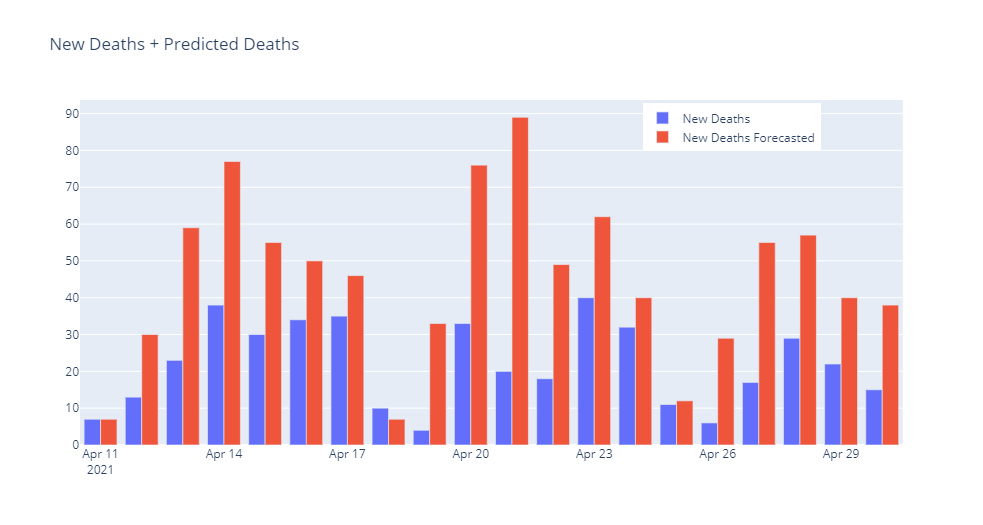 New Deaths + Predicted Deaths
New Deaths
New Deaths Forecasted
90
80
70
60
50
40
30
20
10
0
Apr 11 Apr 14 Apr 17 Apr 20 Apr 23 Apr 26 Apr 29
2021